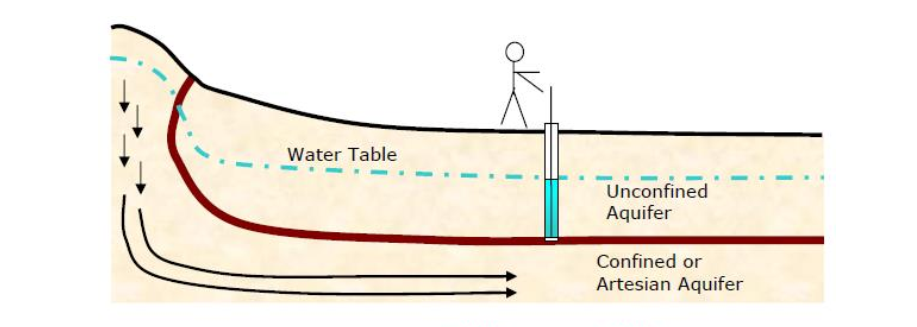 Water Table
Unconfined
Aquifer
Confined or
Artesian Aquifer